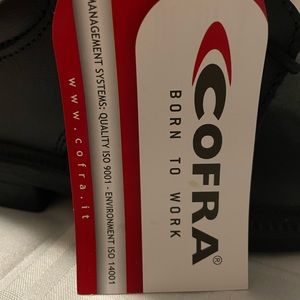 COFRA®
BORN TO WORK
MANAGEMENT SYSTEMS: QUALITY ISO 9001 - ENVIRONMENT ISO 14001
www.cofra.it